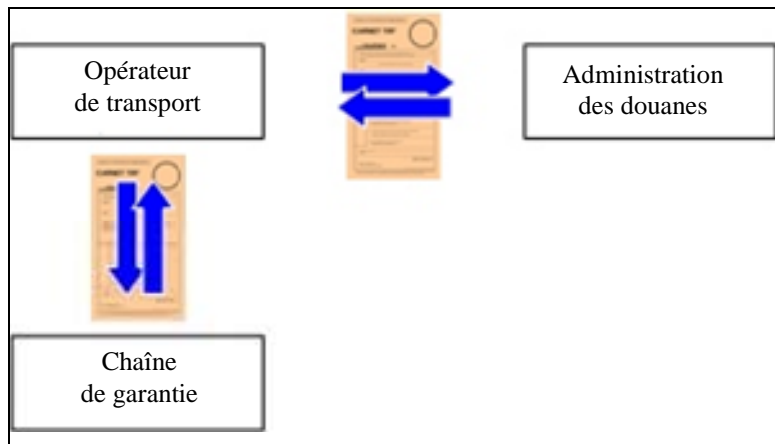 Opérateur
de transport
CARNET TIR
Administration
des douanes
CARNET TIR
Chaîne
de garantie